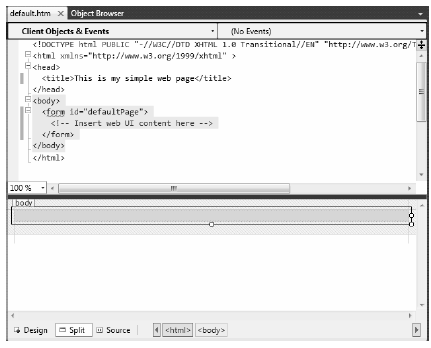 default.htm × Object Browser
Client Objects & Events (No Events)
<!DOCTYPE html PUBLIC "-//W3C//DTD XHTML 1.0 Transitional//EN" "http://www.w3.org/T
<html xmlns="http://www.w3.org/1999/xhtml" >
<head>
<title>This is my simple web page</title>
</head>
<body>
<form id="defaultPage">
<!-- Insert web UI content here -->
</form>
</body>
</html>
100 %
body
Design Split Source <html> <body>